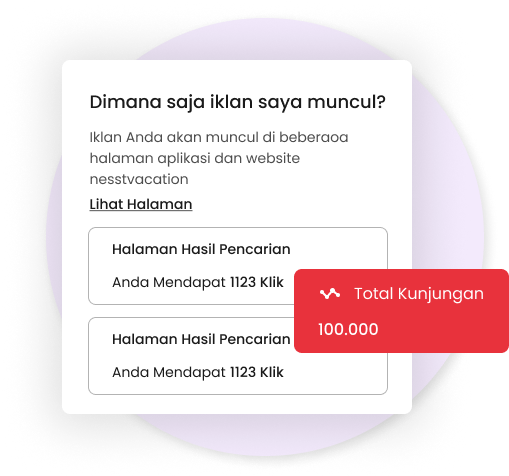 Dimana saja iklan saya muncul?
Iklan Anda akan muncul di beberaoa
halaman aplikasi dan website
nesstvacation
Lihat Halaman
Halaman Hasil Pencarian
Anda Mendapat 1123 Klik
Total Kunjungan
100.000
Halaman Hasil Pencarian
Anda Mendapat 1123 Klik